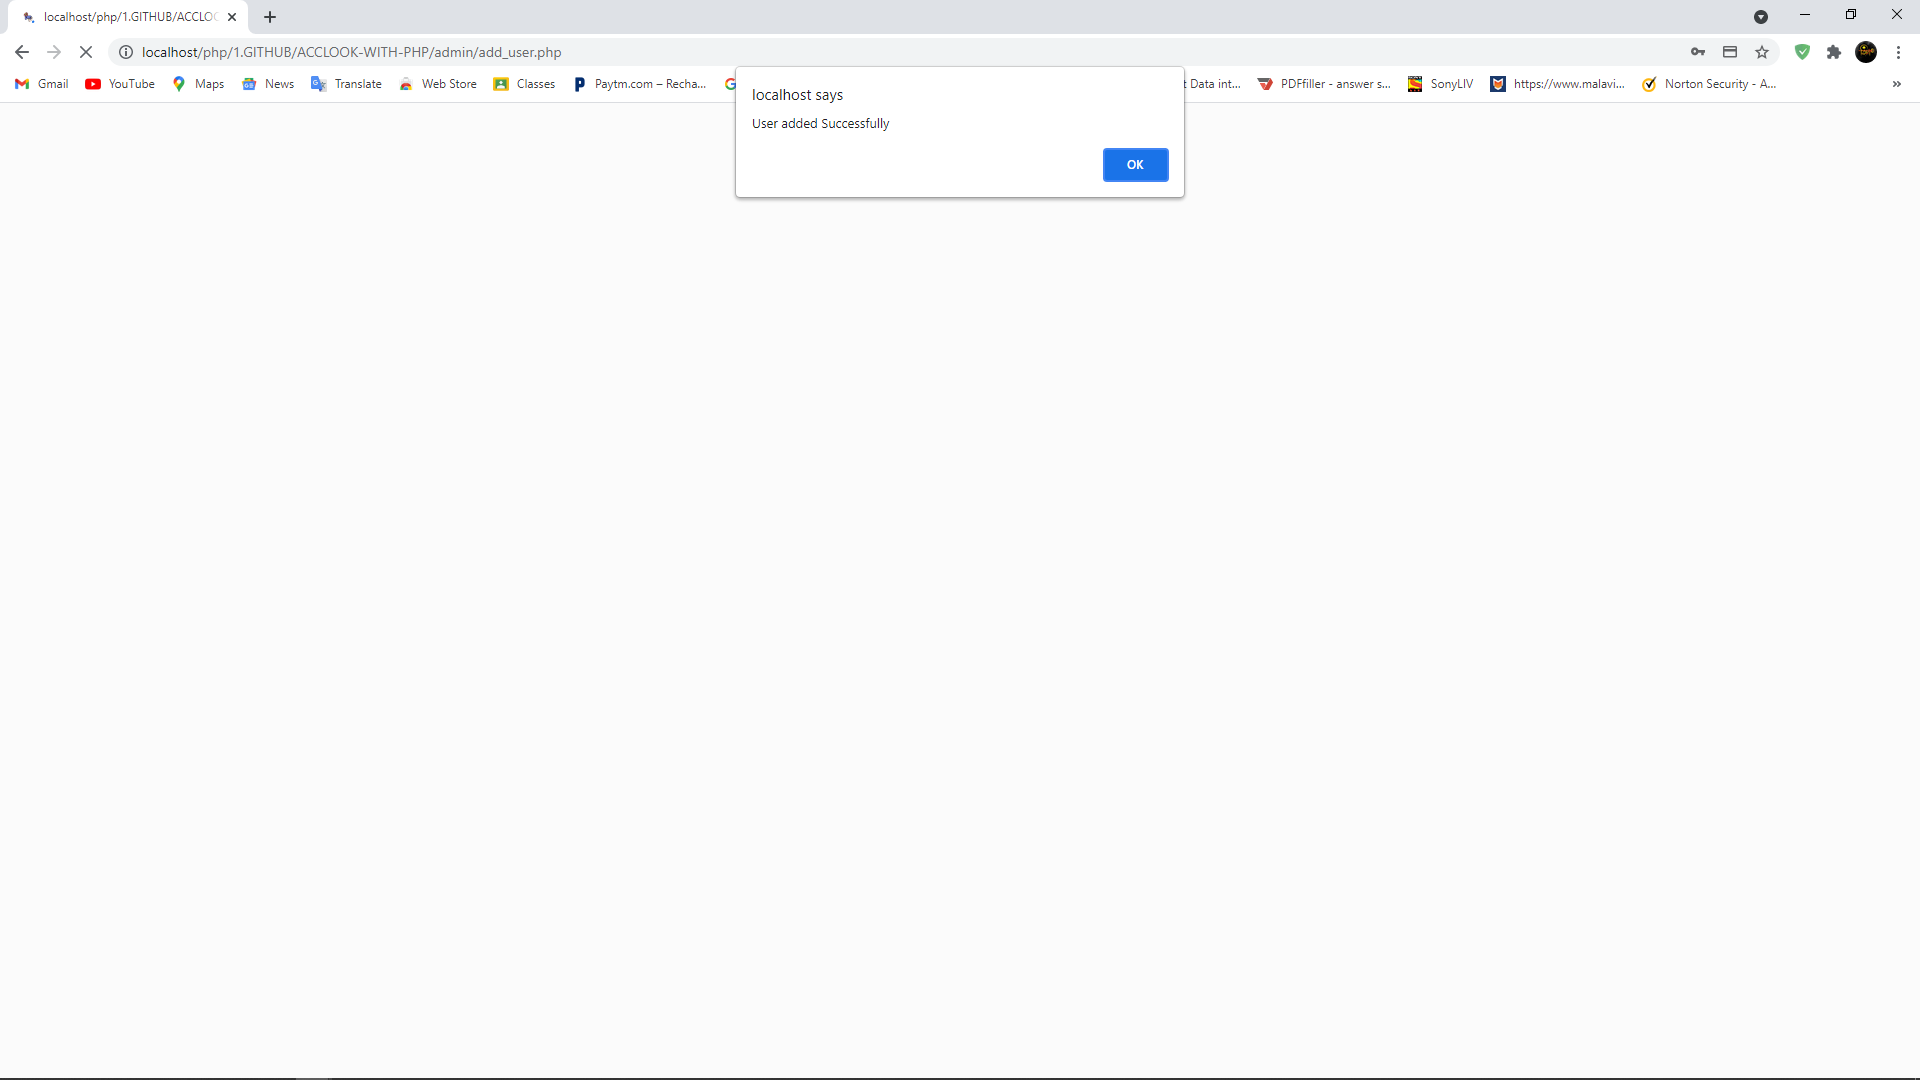 localhost/php/1.GITHUB/ACCLOO
localhost/php/1.GITHUB/ACCLOOK-WITH-PHP/admin/add_user.php
Gmail YouTube Maps News Translate Web Store Classes Paytm.com – Recha... t Data int... PDFfiller - answer s... SonyLIV https://www.malavi... Norton Security - A... »
localhost says
User added Successfully
OK